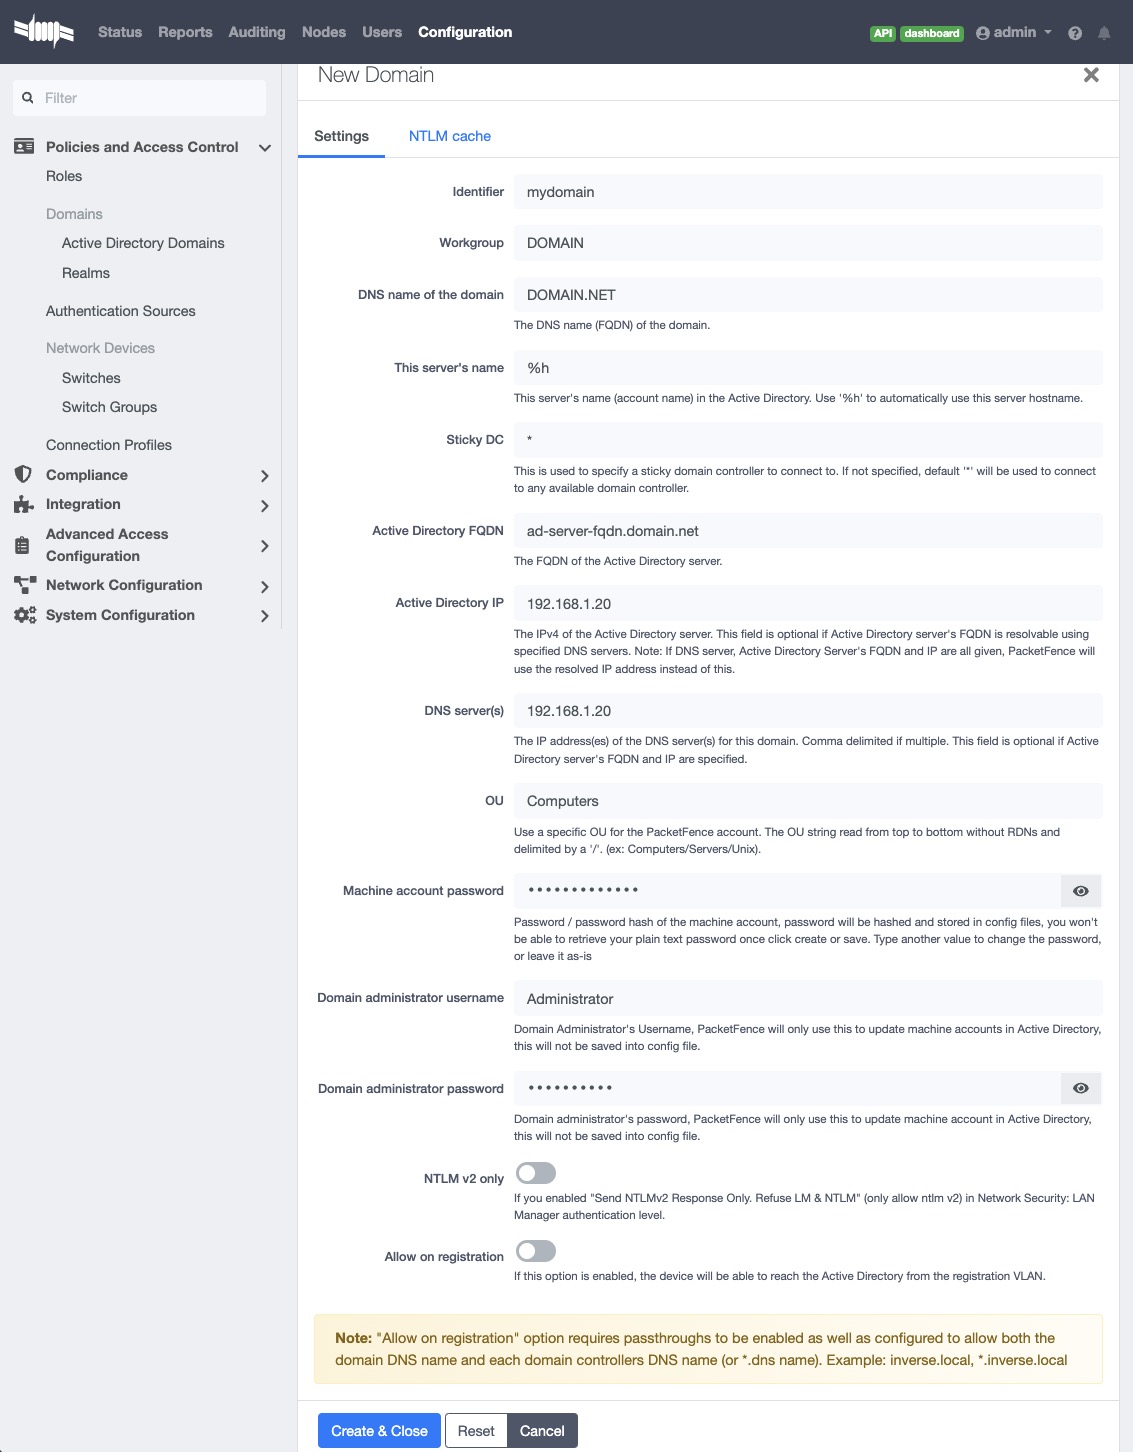 Status Reports Auditing Nodes Users Configuration API dashboard admin
Filter
Policies and Access Control
Roles
Domains
Active Directory Domains
Realms
Authentication Sources
Network Devices
Switches
Switch Groups
Connection Profiles
Compliance
Integration
Advanced Access
Configuration
Network Configuration
System Configuration
New Domain
Settings NTLM cache
Identifier mydomain
Workgroup DOMAIN
DNS name of the domain DOMAIN.NET
The DNS name (FQDN) of the domain.
This server's name %h
This server's name (account name) in the Active Directory. Use '%h' to automatically use this server hostname.
Sticky DC *
This is used to specify a sticky domain controller to connect to. If not specified, default '*' will be used to connect
to any available domain controller.
Active Directory FQDN ad-server-fqdn.domain.net
The FQDN of the Active Directory server.
Active Directory IP 192.168.1.20
The IPv4 of the Active Directory server. This field is optional if Active Directory server's FQDN is resolvable using
specified DNS servers. Note: If DNS server, Active Directory Server's FQDN and IP are all given, PacketFence will
use the resolved IP address instead of this.
DNS server(s) 192.168.1.20
The IP address(es) of the DNS server(s) for this domain. Comma delimited if multiple. This field is optional if Active
Directory server's FQDN and IP are specified.
OU Computers
Use a specific OU for the PacketFence account. The OU string read from top to bottom without RDNs and
delimited by a '/'. (ex: Computers/Servers/Unix).
Machine account password •••••••••••••
Password / password hash of the machine account, password will be hashed and stored in config files, you won't
be able to retrieve your plain text password once click create or save. Type another value to change the password,
or leave it as-is
Domain administrator username Administrator
Domain Administrator's Username, PacketFence will only use this to update machine accounts in Active Directory,
this will not be saved into config file.
Domain administrator password ••••••••••
Domain administrator's password, PacketFence will only use this to update machine account in Active Directory,
this will not be saved into config file.
NTLM v2 only
If you enabled "Send NTLMv2 Response Only. Refuse LM & NTLM" (only allow ntlm v2) in Network Security: LAN
Manager authentication level.
Allow on registration
If this option is enabled, the device will be able to reach the Active Directory from the registration VLAN.
Note: "Allow on registration" option requires passthroughs to be enabled as well as configured to allow both the
domain DNS name and each domain controllers DNS name (or *.dns name). Example: inverse.local, *.inverse.local
Create & Close Reset Cancel